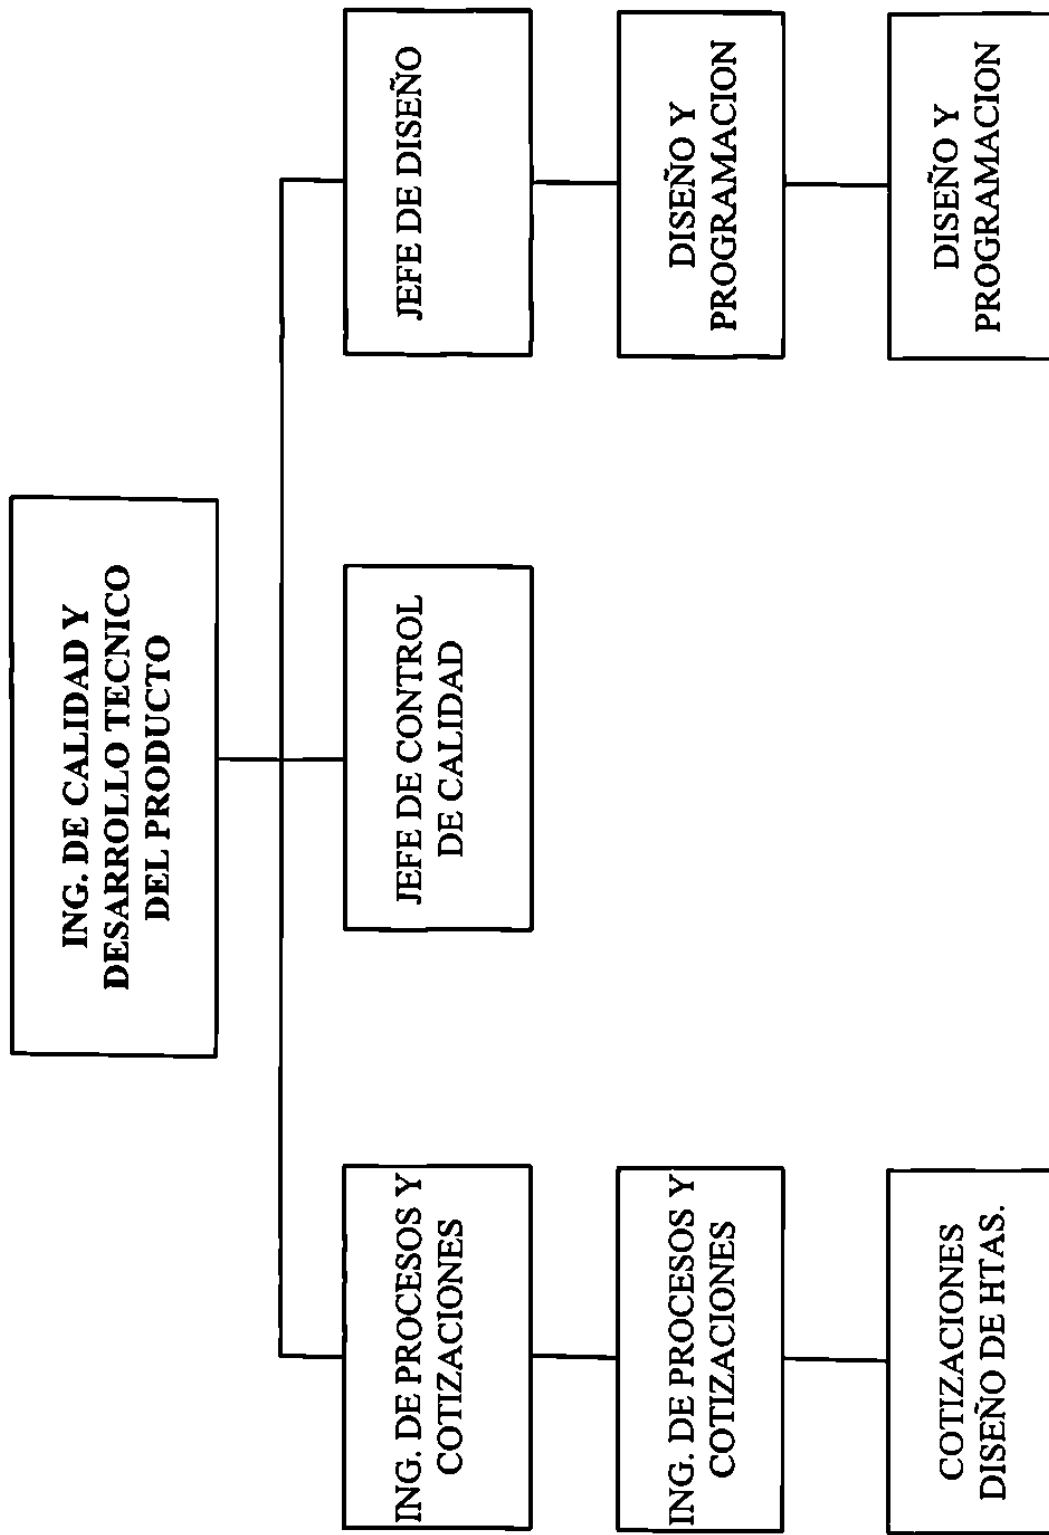 ING. DE CALIDAD Y
DESARROLLO TECNICO
DEL PRODUCTO
ING. DE PROCESOS Y
COTIZACIONES
JEFE DE CONTROL
DE CALIDAD
JEFE DE DISEÑO
ING. DE PROCESOS Y
COTIZACIONES
DISEÑO Y
PROGRAMACION
COTIZACIONES
DISEÑO DE HTAS.
DISEÑO Y
PROGRAMACION